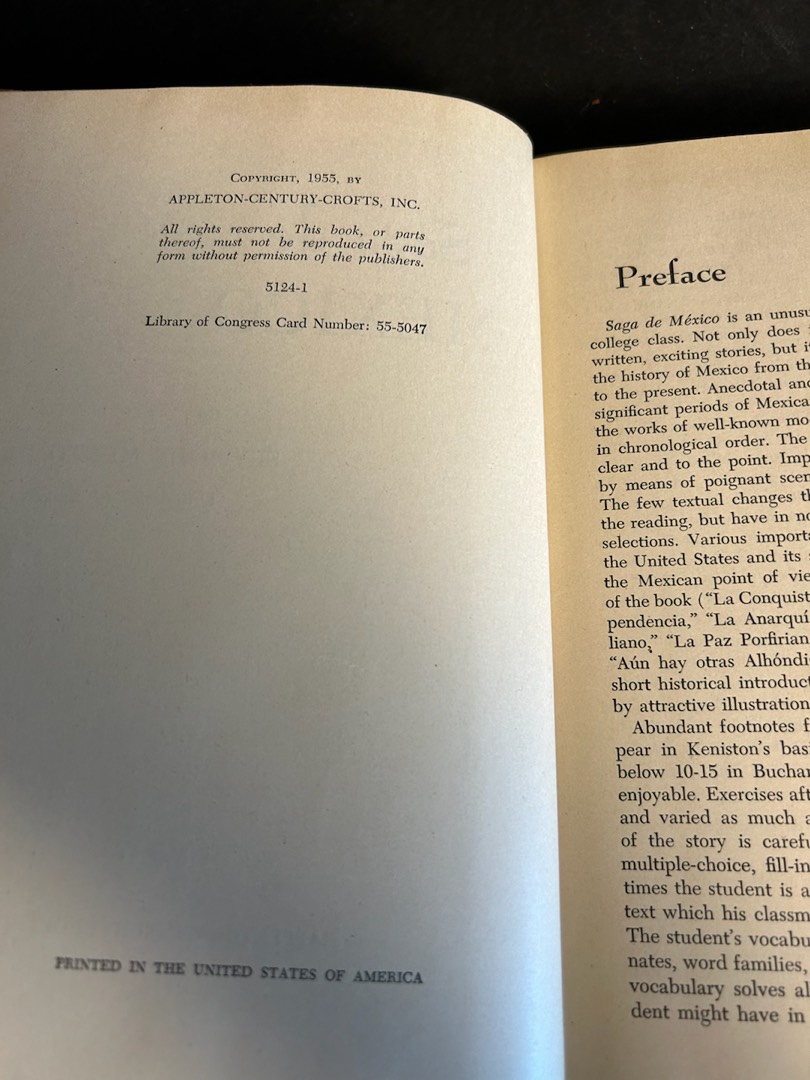 COPYRIGHT, 1955, BY
APPLETON-CENTURY-CROFTS, INC.
All rights reserved. This book, or parts
thereof, must not be reproduced in any
form without permission of the publishers.
5124-1
Library of Congress Card Number: 55-5047
PRINTED IN THE UNITED STATES OF AMERICA
Preface
Saga de México is an unusu
college class. Not only does
written, exciting stories, but i
the history of Mexico from th
to the present. Anecdotal and
significant periods of Mexica
the works of well-known mo
in chronological order. The
clear and to the point. Imp
by means of poignant scen
The few textual changes th
the reading, but have in no
selections. Various importa
the United States and its
the Mexican point of vie
of the book (“La Conquist
pendencia,” “La Anarquí
liano,” “La Paz Porfirian
“Aún hay otras Alhóndi
short historical introduct
by attractive illustration
Abundant footnotes f
pear in Keniston’s bas
below 10-15 in Bucha
enjoyable. Exercises aft
and varied as much a
of the story is carefu
multiple-choice, fill-in
times the student is a
text which his classm
The student’s vocabu
nates, word families,
vocabulary solves al
dent might have in